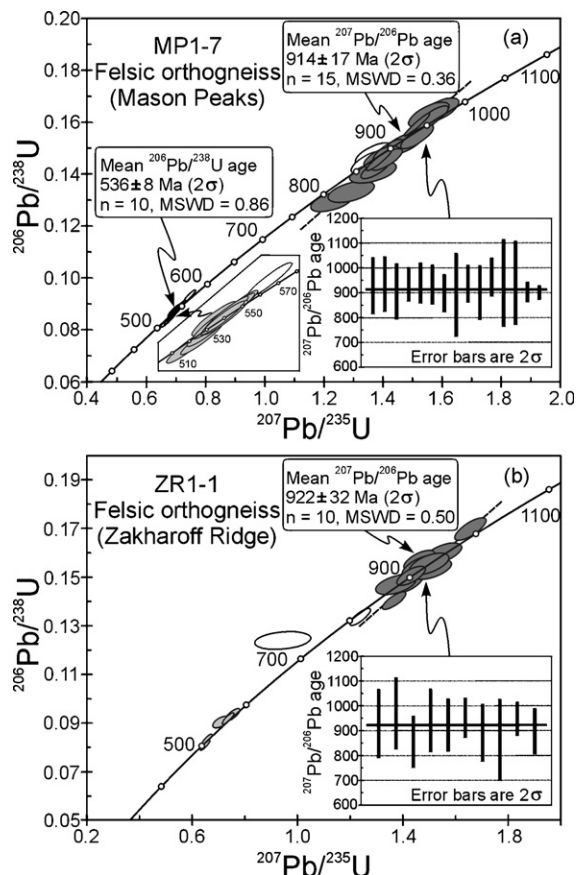 (a)
MP1-7
Felsic orthogneiss
(Mason Peaks)
Mean ²⁰⁷Pb/²⁰⁶Pb age
914±17 Ma (2σ)
n = 15, MSWD = 0.36
Mean ²⁰⁶Pb/²³⁸U age
536±8 Ma (2σ)
n = 10, MSWD = 0.86
²⁰⁶Pb/²³⁸U
0.20
0.18
0.16
0.14
0.12
0.10
0.08
0.06
1100
1000
900
800
700
600
500
570
550
530
510
²⁰⁷Pb/²⁰⁶Pb age
1200
1100
1000
900
800
700
600
Error bars are 2σ
0.4 0.6 0.8 1.0 1.2 1.4 1.6 1.8 2.0
²⁰⁷Pb/²³⁵U
(b)
ZR1-1
Felsic orthogneiss
(Zakharoff Ridge)
Mean ²⁰⁷Pb/²⁰⁶Pb age
922±32 Ma (2σ)
n = 10, MSWD = 0.50
²⁰⁶Pb/²³⁸U
0.19
0.17
0.15
0.13
0.11
0.09
0.07
0.05
1100
900
700
500
²⁰⁷Pb/²⁰⁶Pb age
1200
1100
1000
900
800
700
600
Error bars are 2σ
0.2 0.6 1.0 1.4 1.8
²⁰⁷Pb/²³⁵U